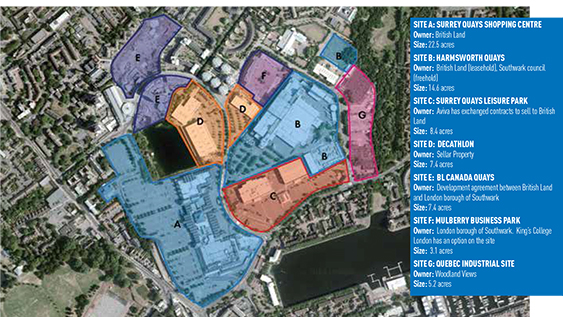 SITE A: SURREY QUAYS SHOPPING CENTRE
Owner: British Land
Size: 22.5 acres
SITE B: HARMSWORTH QUAYS
Owner: British Land (leasehold), Southwark council
(freehold)
Size: 14.6 acres
SITE C: SURREY QUAYS LEISURE PARK
Owner: Aviva has exchanged contracts to sell to British
Land
Size: 8.4 acres
SITE D: DECATHLON
Owner: Sellar Property
Size: 7.4 acres
SITE E: BL CANADA QUAYS
Owner: Development agreement between British Land
and London borough of Southwark
Size: 7.4 acres
SITE F: MULBERRY BUSINESS PARK
Owner: London borough of Southwark. King's College
London has an option on the site
Size: 3.1 acres
SITE G: QUEBEC INDUSTRIAL SITE
Owner: Woodland Views
Size: 5.2 acres
E
E
D
D
F
B
B
B
G
C
A